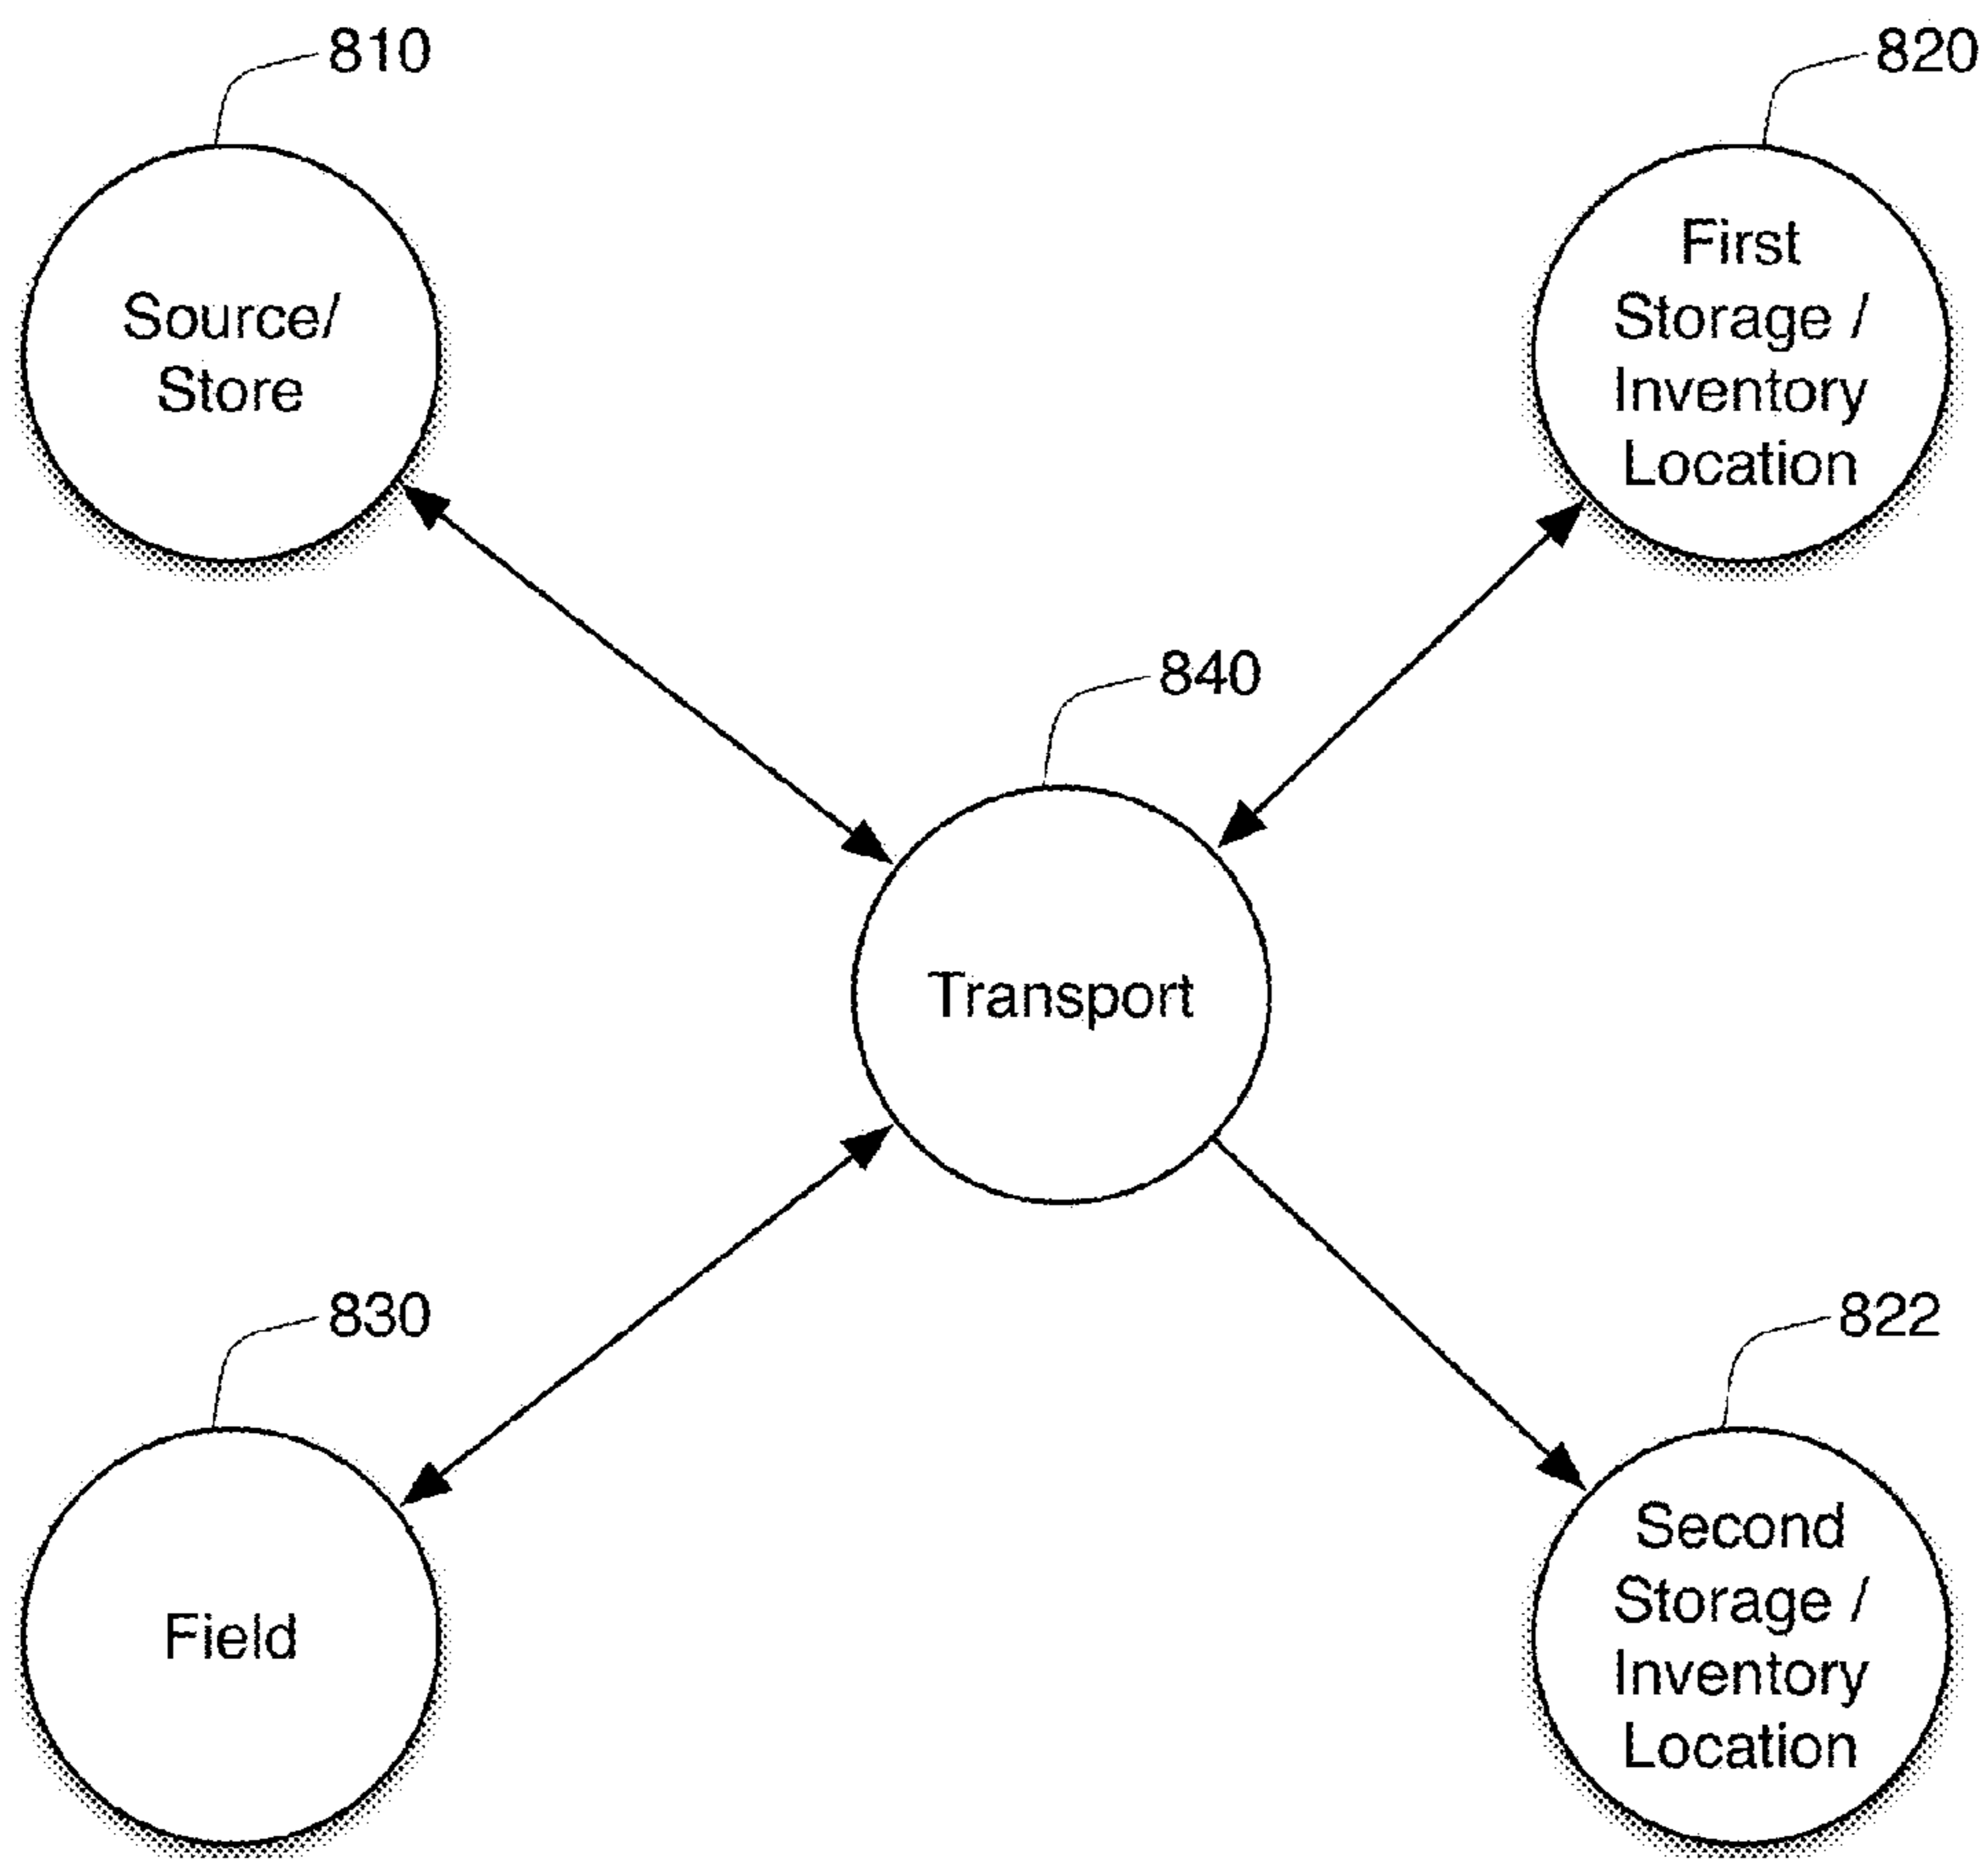 810
820
Source/
Store
First
Storage /
Inventory
Location
840
Transport
830
822
Field
Second
Storage /
Inventory
Location